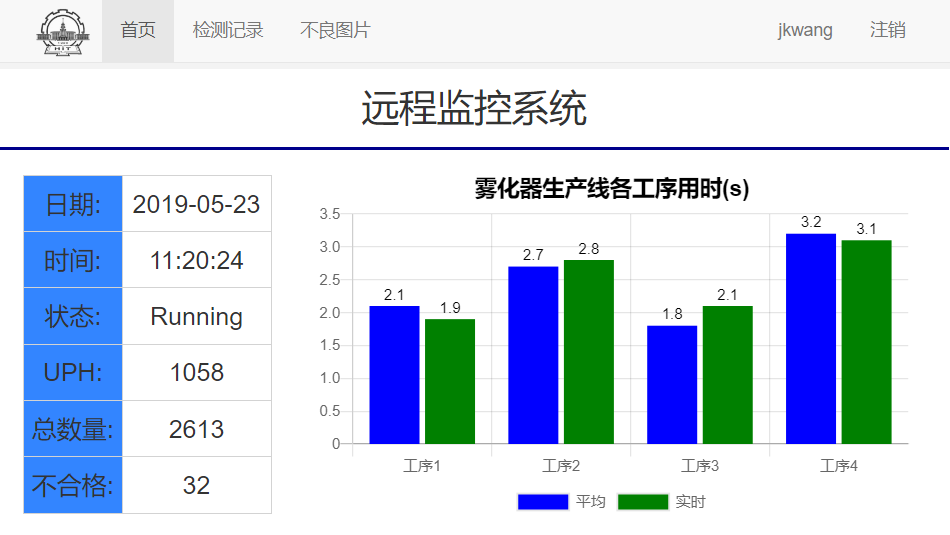 HIT
首页 检测记录 不良图片 jkwang 注销
远程监控系统
日期: 2019-05-23
时间: 11:20:24
状态: Running
UPH: 1058
总数量: 2613
不合格: 32
雾化器生产线各工序用时(s)
3.5
3.0
2.5
2.0
1.5
1.0
0.5
0
2.1 1.9 2.7 2.8 1.8 2.1 3.2 3.1
工序1 工序2 工序3 工序4
平均 实时